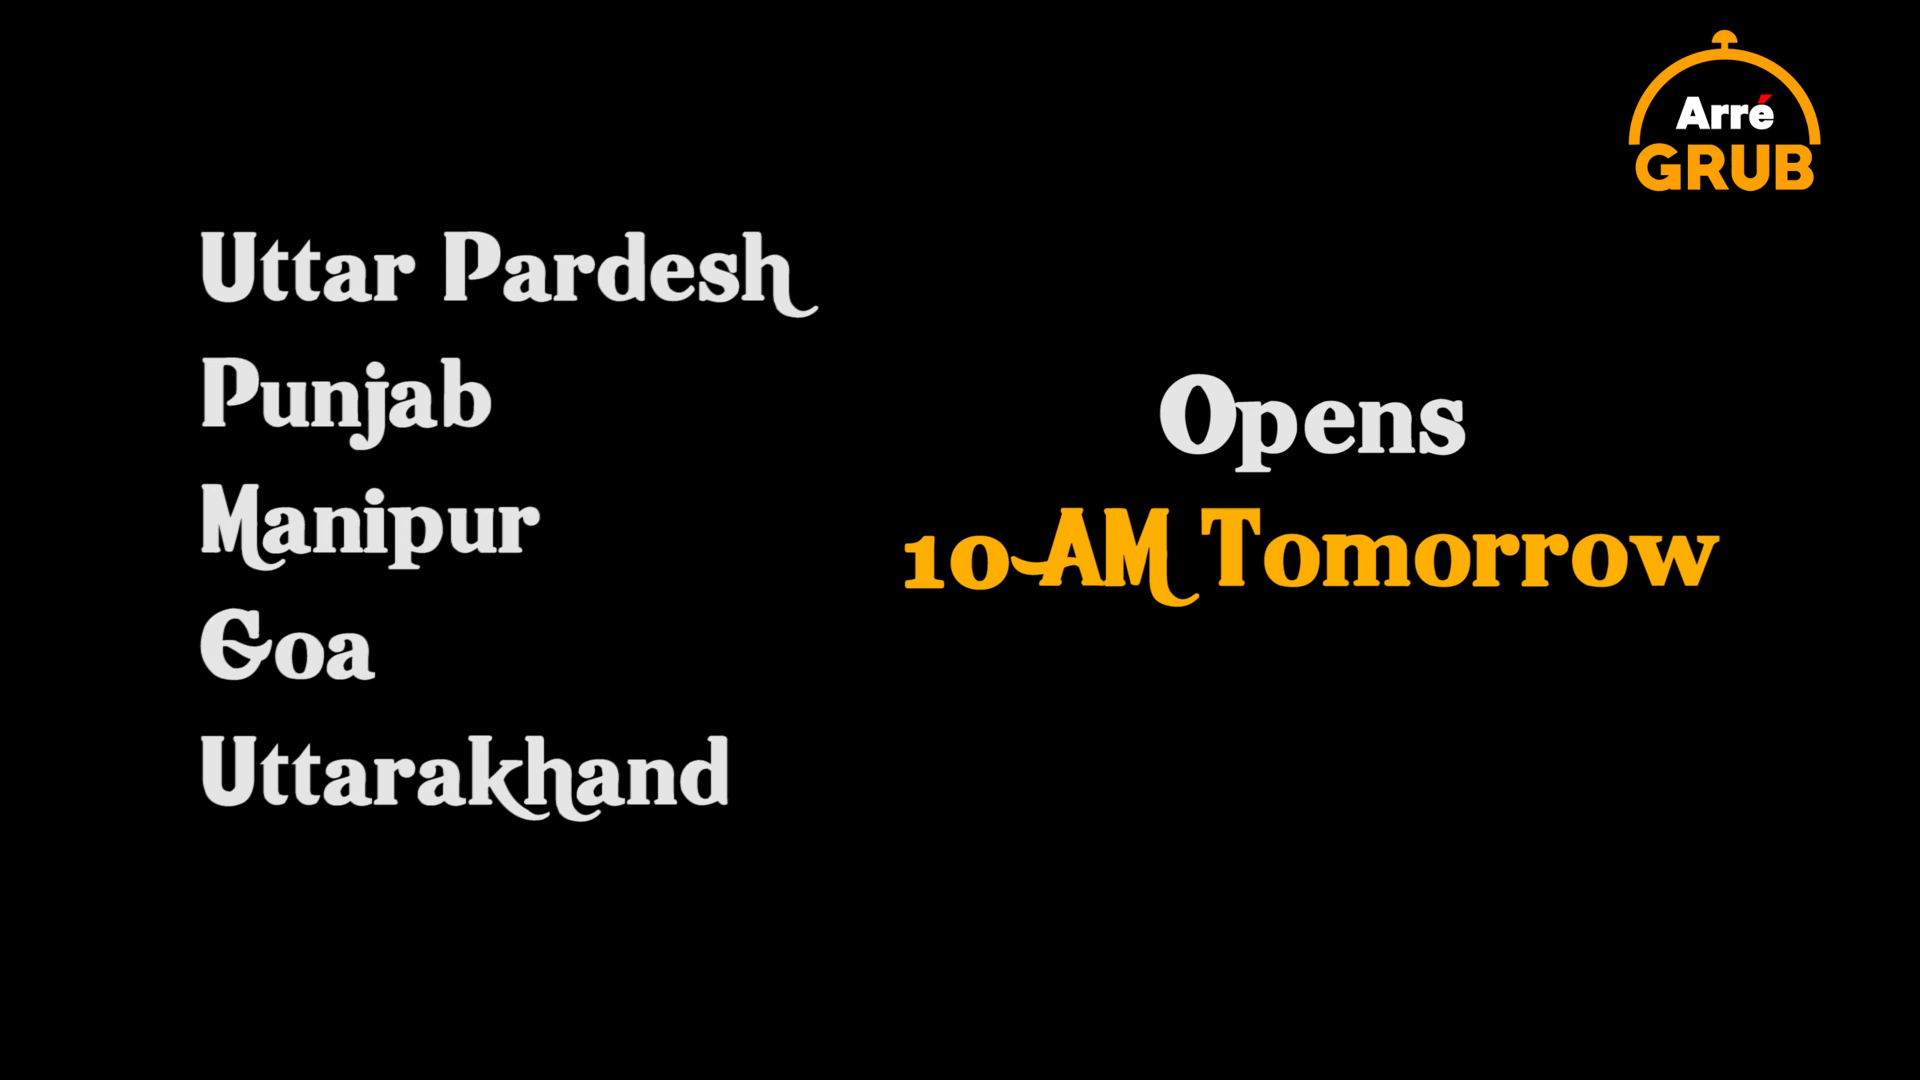 Arré
GRUB
Uttar Pardesh
Punjab
Manipur
Goa
Uttarakhand
Opens
10 AM Tomorrow